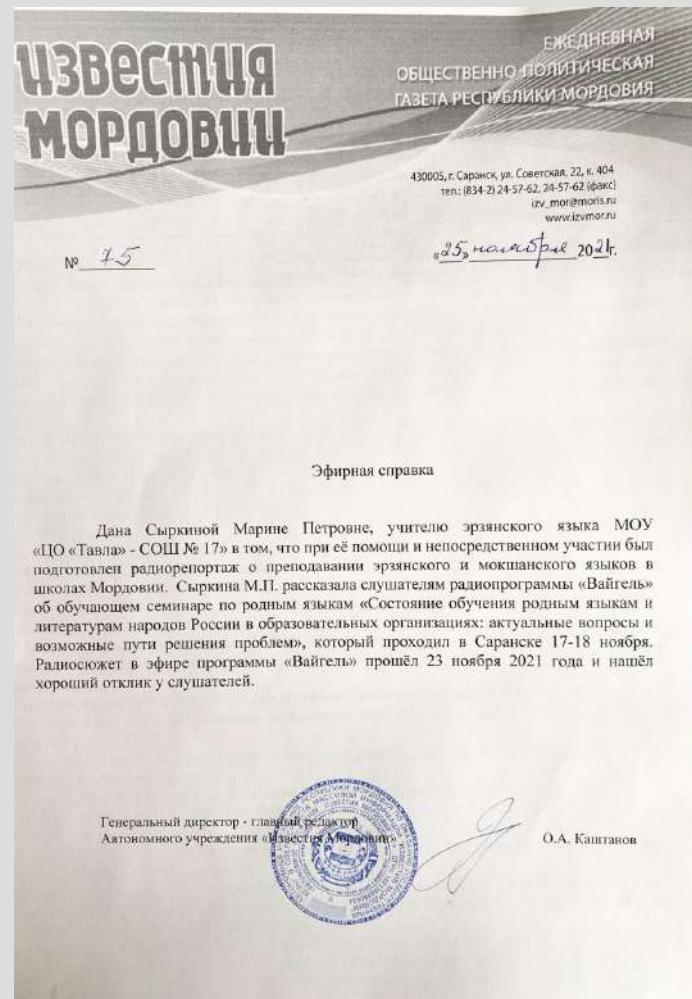 известия
мордовии
ЕЖЕДНЕВНАЯ
ОБЩЕСТВЕННО-ПОЛИТИЧЕСКАЯ
ГАЗЕТА РЕСПУБЛИКИ МОРДОВИЯ
430005, г. Саранск, ул. Советская, 22, к. 404
тел.: (834-2) 24-57-62, 24-57-62 (факс)
izv_mor@moris.ru
www.izvmor.ru
№ 75
«25» ноября 2021г.
Эфирная справка
Дана Сыркиной Марине Петровне, учителю эрзянского языка МОУ
«ЦО «Тавла» - СОШ № 17» в том, что при её помощи и непосредственном участии был
подготовлен радиорепортаж о преподавании эрзянского и мокшанского языков в
школах Мордовии. Сыркина М.П. рассказала слушателям радиопрограммы «Вайгель»
об обучающем семинаре по родным языкам «Состояние обучения родным языкам и
литературам народов России в образовательных организациях: актуальные вопросы и
возможные пути решения проблем», который проходил в Саранске 17-18 ноября.
Радиосюжет в эфире программы «Вайгель» прошёл 23 ноября 2021 года и нашёл
хороший отклик у слушателей.
Генеральный директор - главный редактор
Автономного учреждения «Известия Мордовии»
О.А. Каштанов